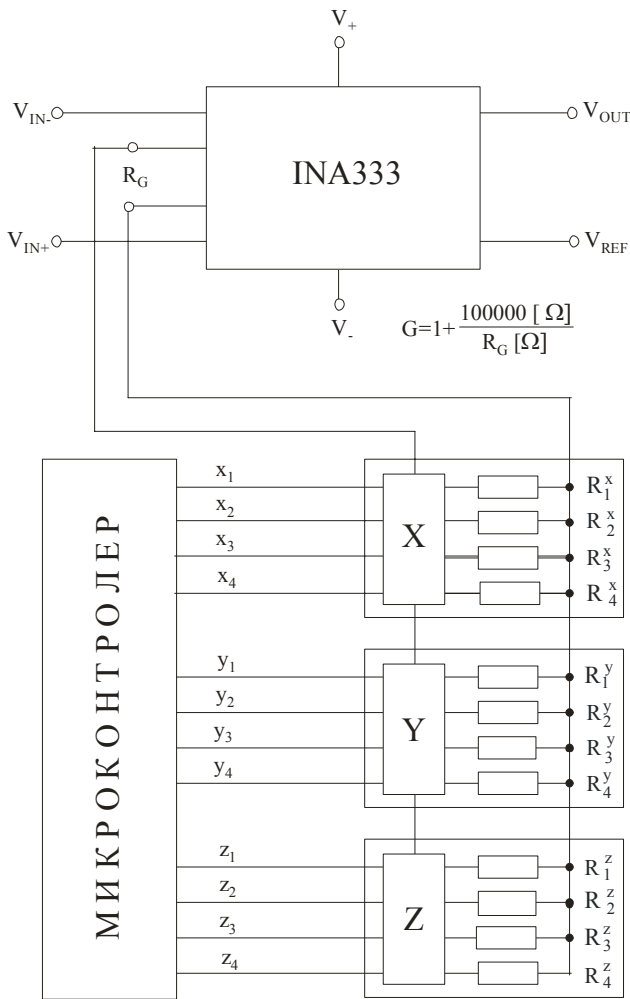 V+
VIN-
VOUT
INA333
RG
VIN+
VREF
V-
G=1+ 100000 [Ω] / RG [Ω]
МИКРОКОНТРОЛЕР
x1
x2
x3
x4
X
R1x
R2x
R3x
R4x
y1
y2
y3
y4
Y
R1y
R2y
R3y
R4y
z1
z2
z3
z4
Z
R1z
R2z
R3z
R4z